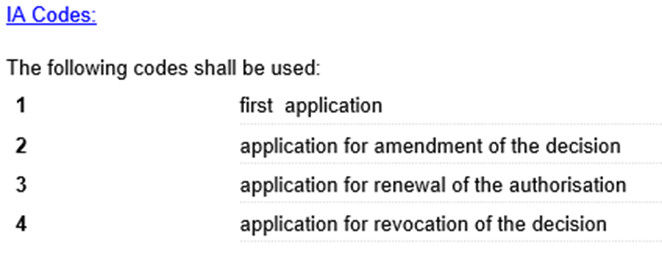 IA Codes:
The following codes shall be used:
1 first application
2 application for amendment of the decision
3 application for renewal of the authorisation
4 application for revocation of the decision